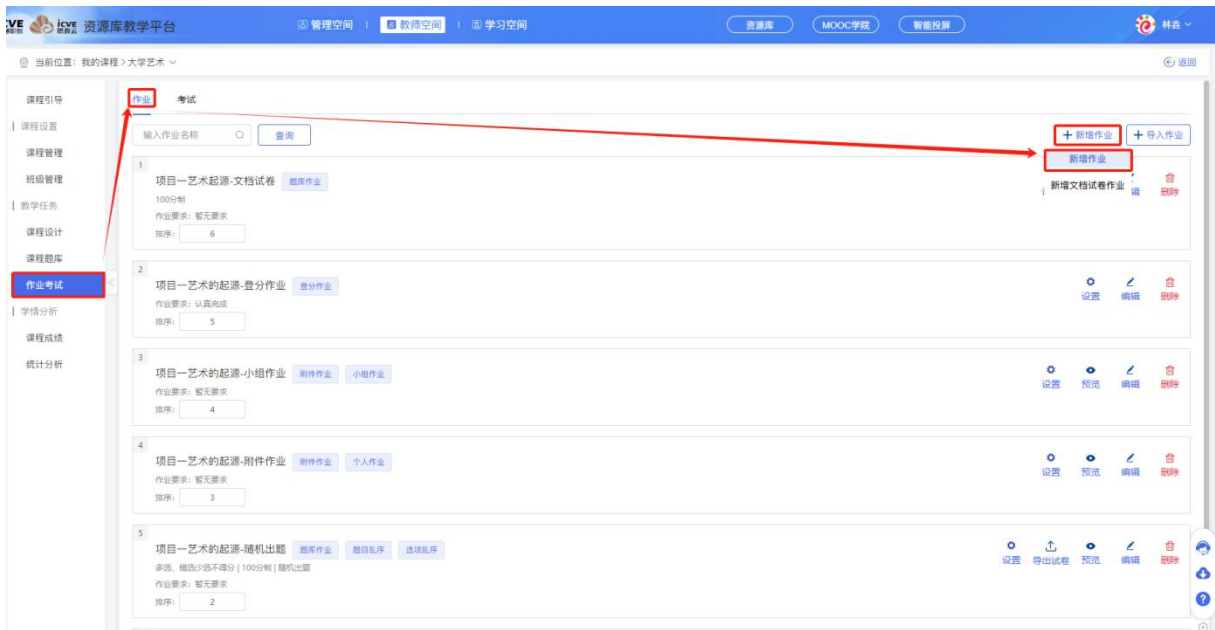 icve 资源库教学平台 管理空间 | 教师空间 | 学习空间 资源库 MOOC学院 智能投屏 林垚
当前位置：我的课程 > 大学艺术 返回
课程引导
课程设置
课程管理
班级管理
教学任务
课程设计
课程题库
作业考试
学情分析
课程成绩
统计分析
作业 考试
输入作业名称 查询 + 新增作业 + 导入作业
新增作业
新增文档试卷作业
1
项目一艺术起源-文档试卷 题库作业
100分制
作业要求：暂无要求
排序： 6
编辑 删除
2
项目一艺术的起源-登分作业 登分作业
作业要求：认真完成
排序： 5
设置 编辑 删除
3
项目一艺术的起源-小组作业 附件作业 小组作业
作业要求：暂无要求
排序： 4
设置 预览 编辑 删除
4
项目一艺术的起源-附件作业 附件作业 个人作业
作业要求：暂无要求
排序： 3
设置 预览 编辑 删除
5
项目一艺术的起源-随机出题 题库作业 题目乱序 选项乱序
多选、错选少选不得分 | 100分制 | 随机出题
作业要求：暂无要求
排序： 2
设置 导出试卷 预览 编辑 删除